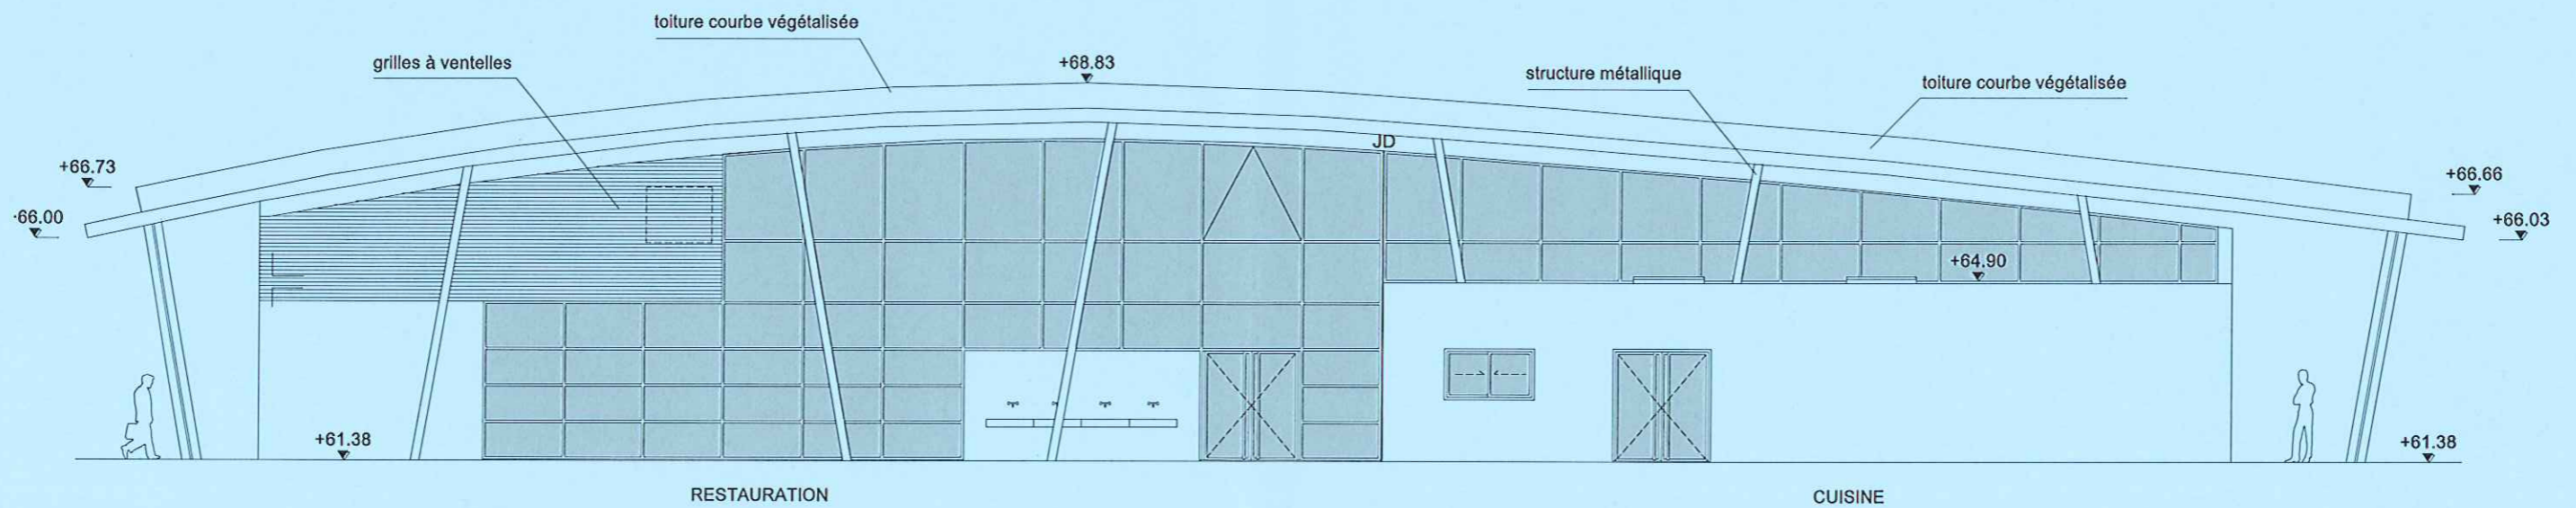 toiture courbe végétalisée
grilles à ventelles
+68.83
structure métallique
toiture courbe végétalisée
JD
+66.73
+66.66
·66.00
+66.03
+64.90
+61.38
+61.38
RESTAURATION
CUISINE